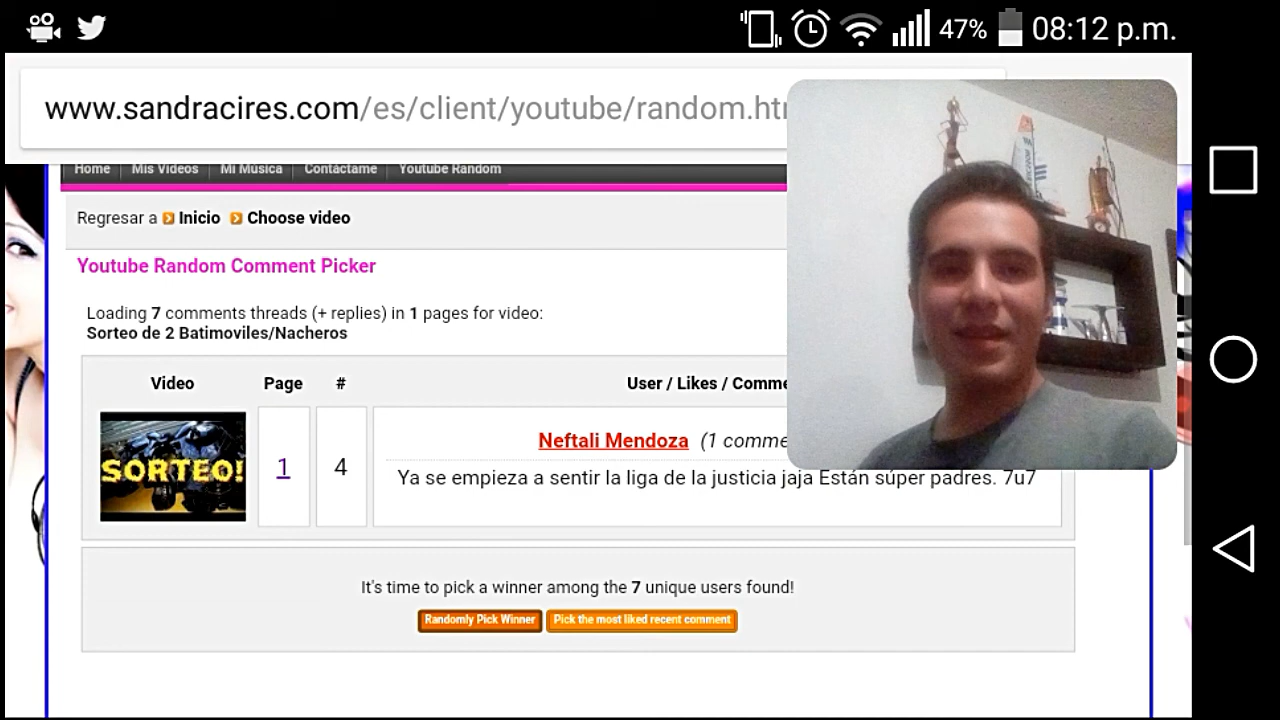 47% 08:12 p.m.
www.sandracires.com/es/client/youtube/random.ht
Home Mis Videos Mi Música Contáctame Youtube Random
Regresar a Inicio Choose video
Youtube Random Comment Picker
Loading 7 comments threads (+ replies) in 1 pages for video:
Sorteo de 2 Batimoviles/Nacheros
Video Page # User / Likes / Comme
Neftali Mendoza (1 comme
SORTEO! 1 4
Ya se empieza a sentir la liga de la justicia jaja Están súper padres. 7u7
It's time to pick a winner among the 7 unique users found!
Randomly Pick Winner Pick the most liked recent comment